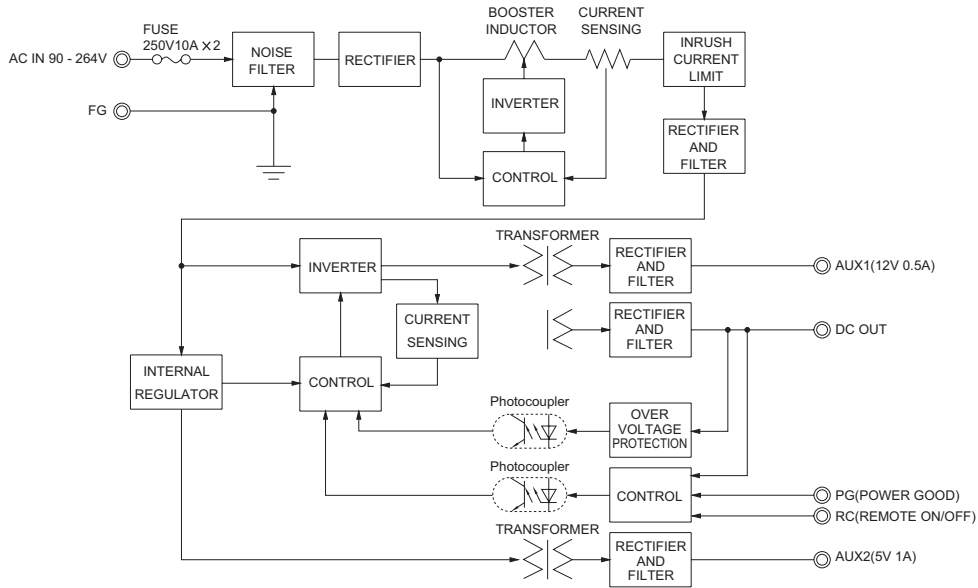 BOOSTER
INDUCTOR
CURRENT
SENSING
FUSE
250V10A ×2
AC IN 90 - 264V
NOISE
FILTER
RECTIFIER
INRUSH
CURRENT
LIMIT
INVERTER
FG
RECTIFIER
AND
FILTER
CONTROL
TRANSFORMER
INVERTER
RECTIFIER
AND
FILTER
AUX1(12V 0.5A)
CURRENT
SENSING
RECTIFIER
AND
FILTER
DC OUT
INTERNAL
REGULATOR
CONTROL
Photocoupler
OVER
VOLTAGE
PROTECTION
Photocoupler
CONTROL
PG(POWER GOOD)
RC(REMOTE ON/OFF)
TRANSFORMER
RECTIFIER
AND
FILTER
AUX2(5V 1A)